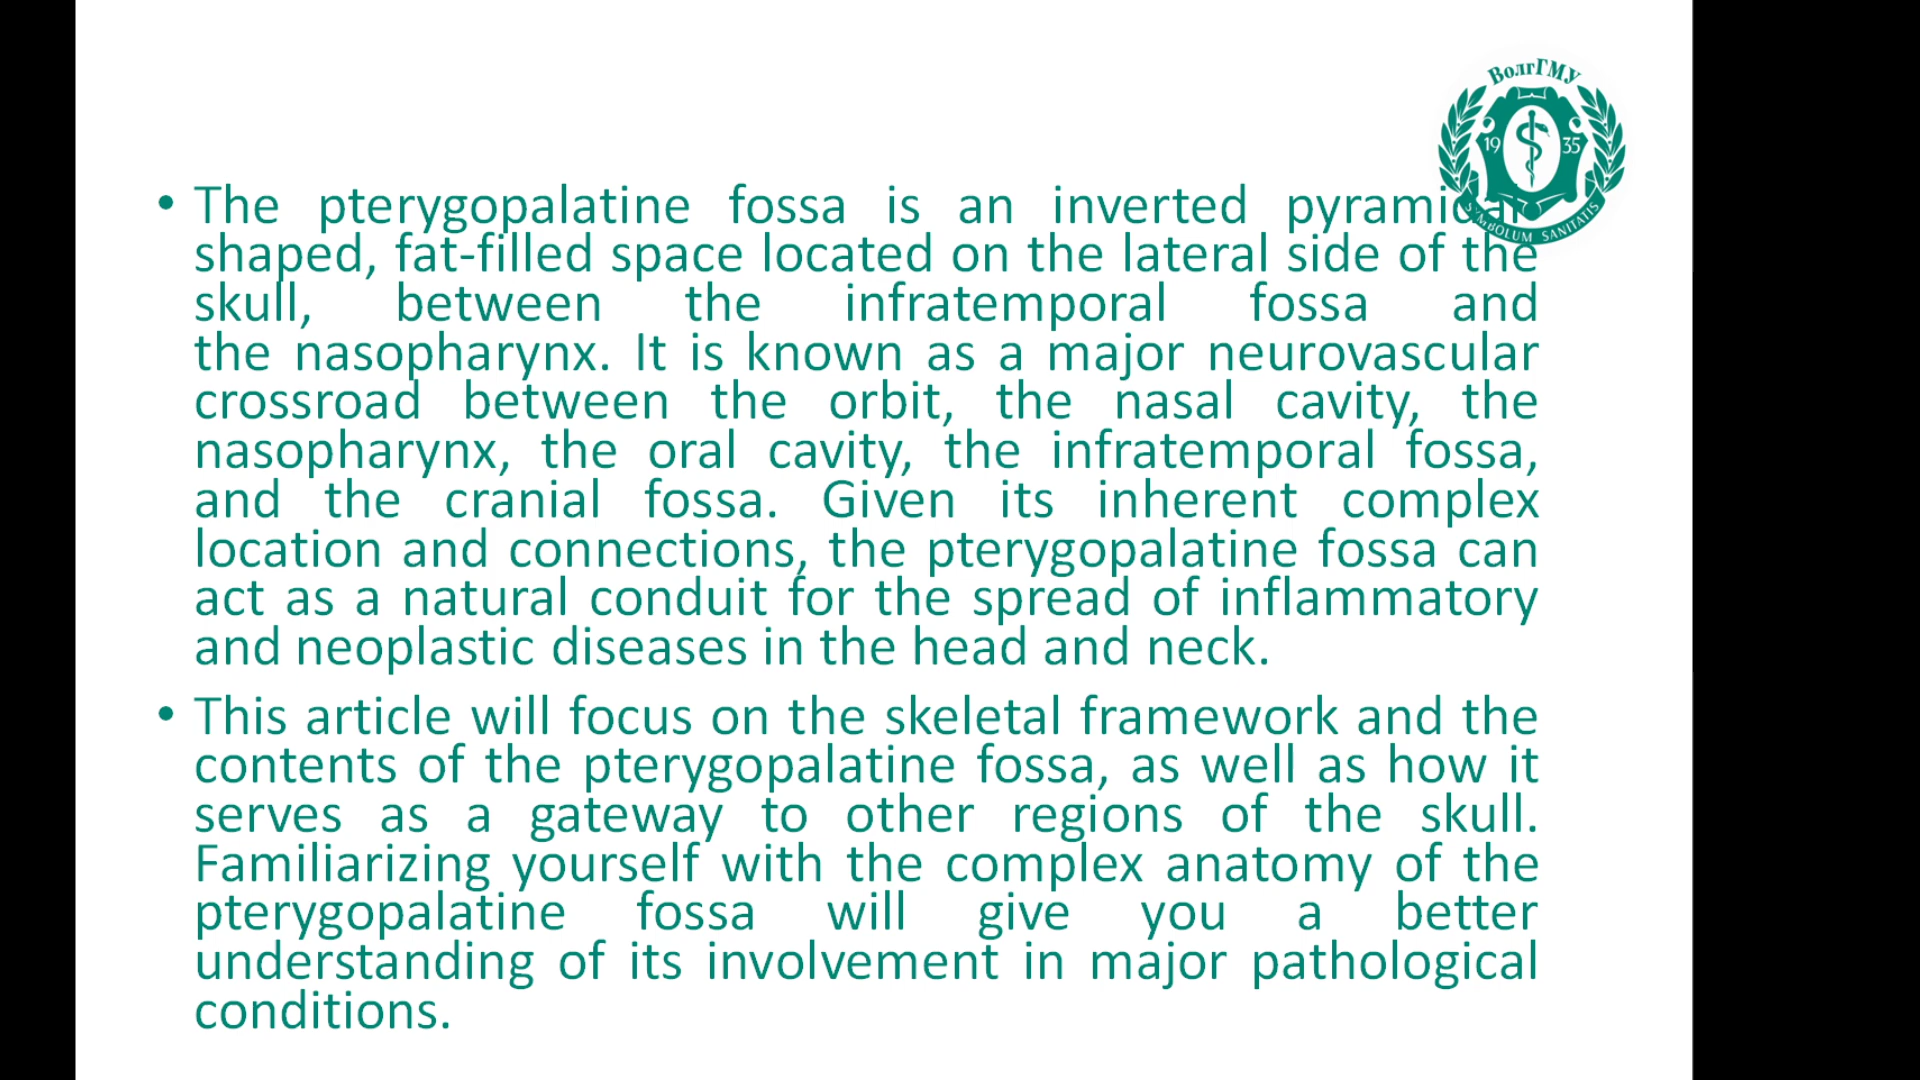 ВолгГМУ
19 35
SYMBOLUM SANITATIS
• The pterygopalatine fossa is an inverted pyramidal-
shaped, fat-filled space located on the lateral side of the
skull, between the infratemporal fossa and
the nasopharynx. It is known as a major neurovascular
crossroad between the orbit, the nasal cavity, the
nasopharynx, the oral cavity, the infratemporal fossa,
and the cranial fossa. Given its inherent complex
location and connections, the pterygopalatine fossa can
act as a natural conduit for the spread of inflammatory
and neoplastic diseases in the head and neck.
• This article will focus on the skeletal framework and the
contents of the pterygopalatine fossa, as well as how it
serves as a gateway to other regions of the skull.
Familiarizing yourself with the complex anatomy of the
pterygopalatine fossa will give you a better
understanding of its involvement in major pathological
conditions.